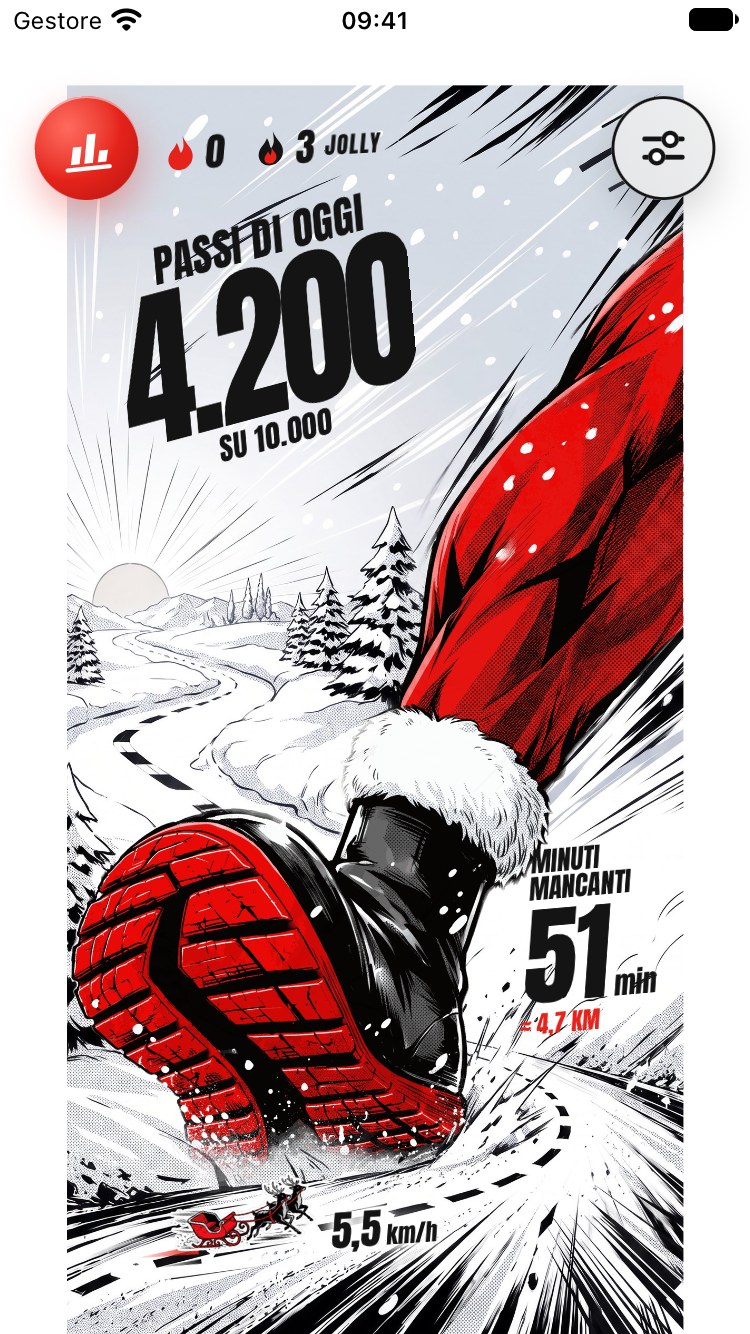 Gestore
09:41
0
3 JOLLY
PASSI DI OGGI
4.200
SU 10.000
MINUTI
MANCANTI
51 min
≈ 4,7 KM
5,5 km/h